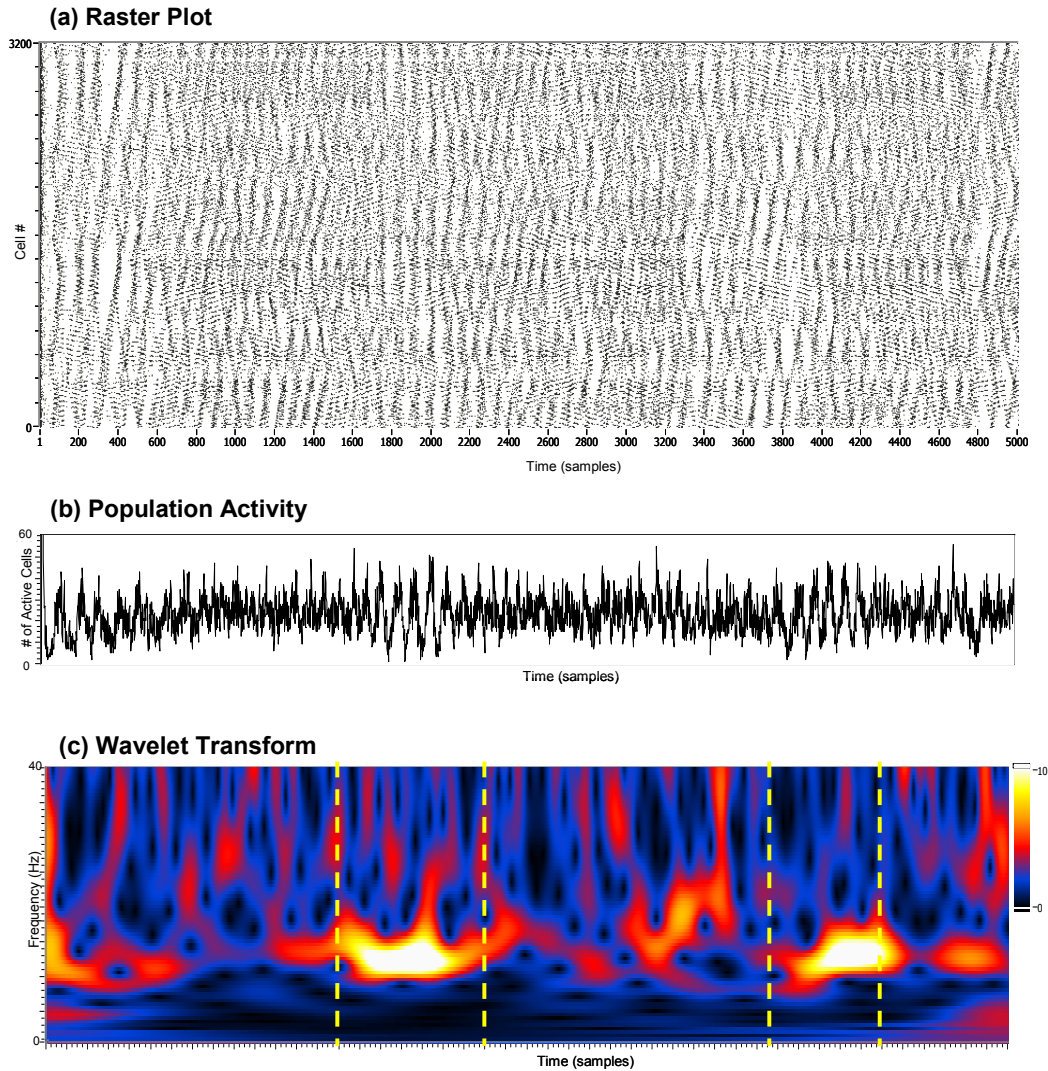 (a) Raster Plot
3200
Cell #
0
1 200 400 600 800 1000 1200 1400 1600 1800 2000 2200 2400 2600 2800 3000 3200 3400 3600 3800 4000 4200 4400 4600 4800 5000
Time (samples)
(b) Population Activity
60
# of Active Cells
0
Time (samples)
(c) Wavelet Transform
40
Frequency (Hz)
0
10
0
Time (samples)